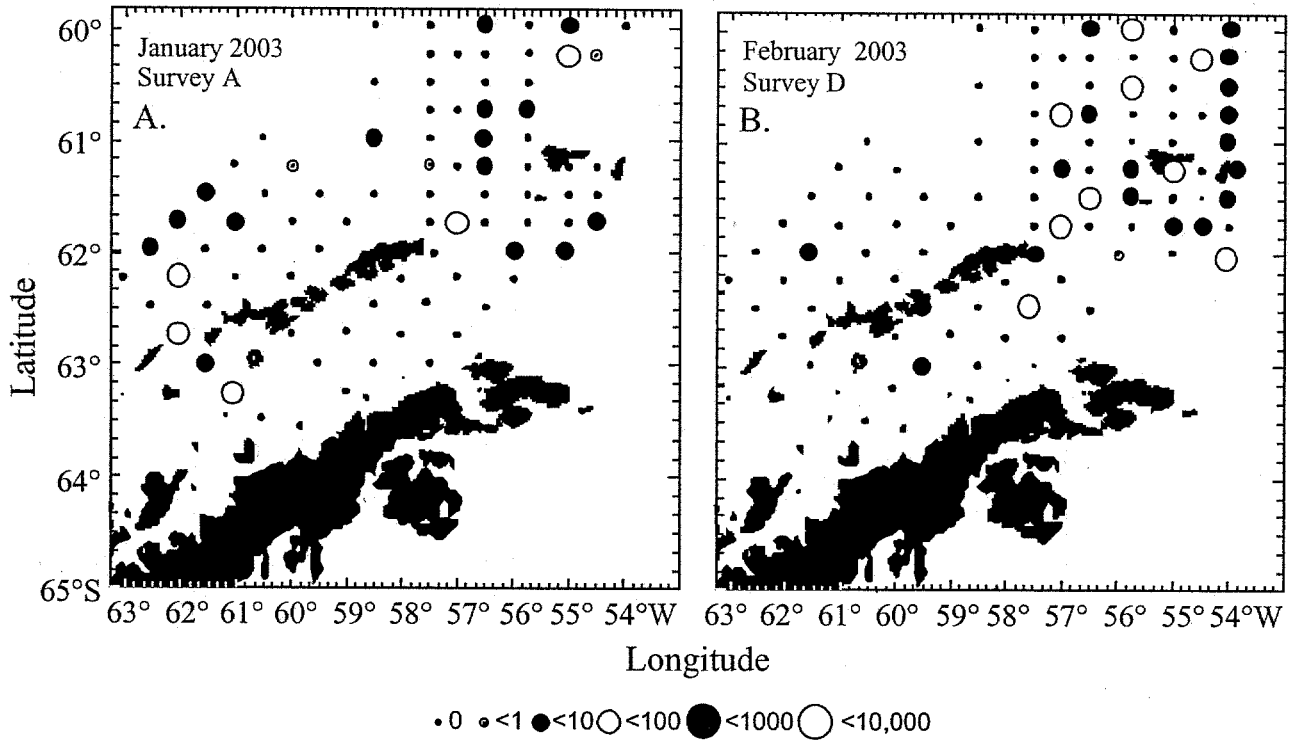 January 2003
Survey A
A.
February 2003
Survey D
B.
60°
61°
62°
63°
64°
65°S
Latitude
63° 62° 61° 60° 59° 58° 57° 56° 55° 54°W
63° 62° 61° 60° 59° 58° 57° 56° 55° 54°W
Longitude
0 <1 <10 <100 <1000 <10,000